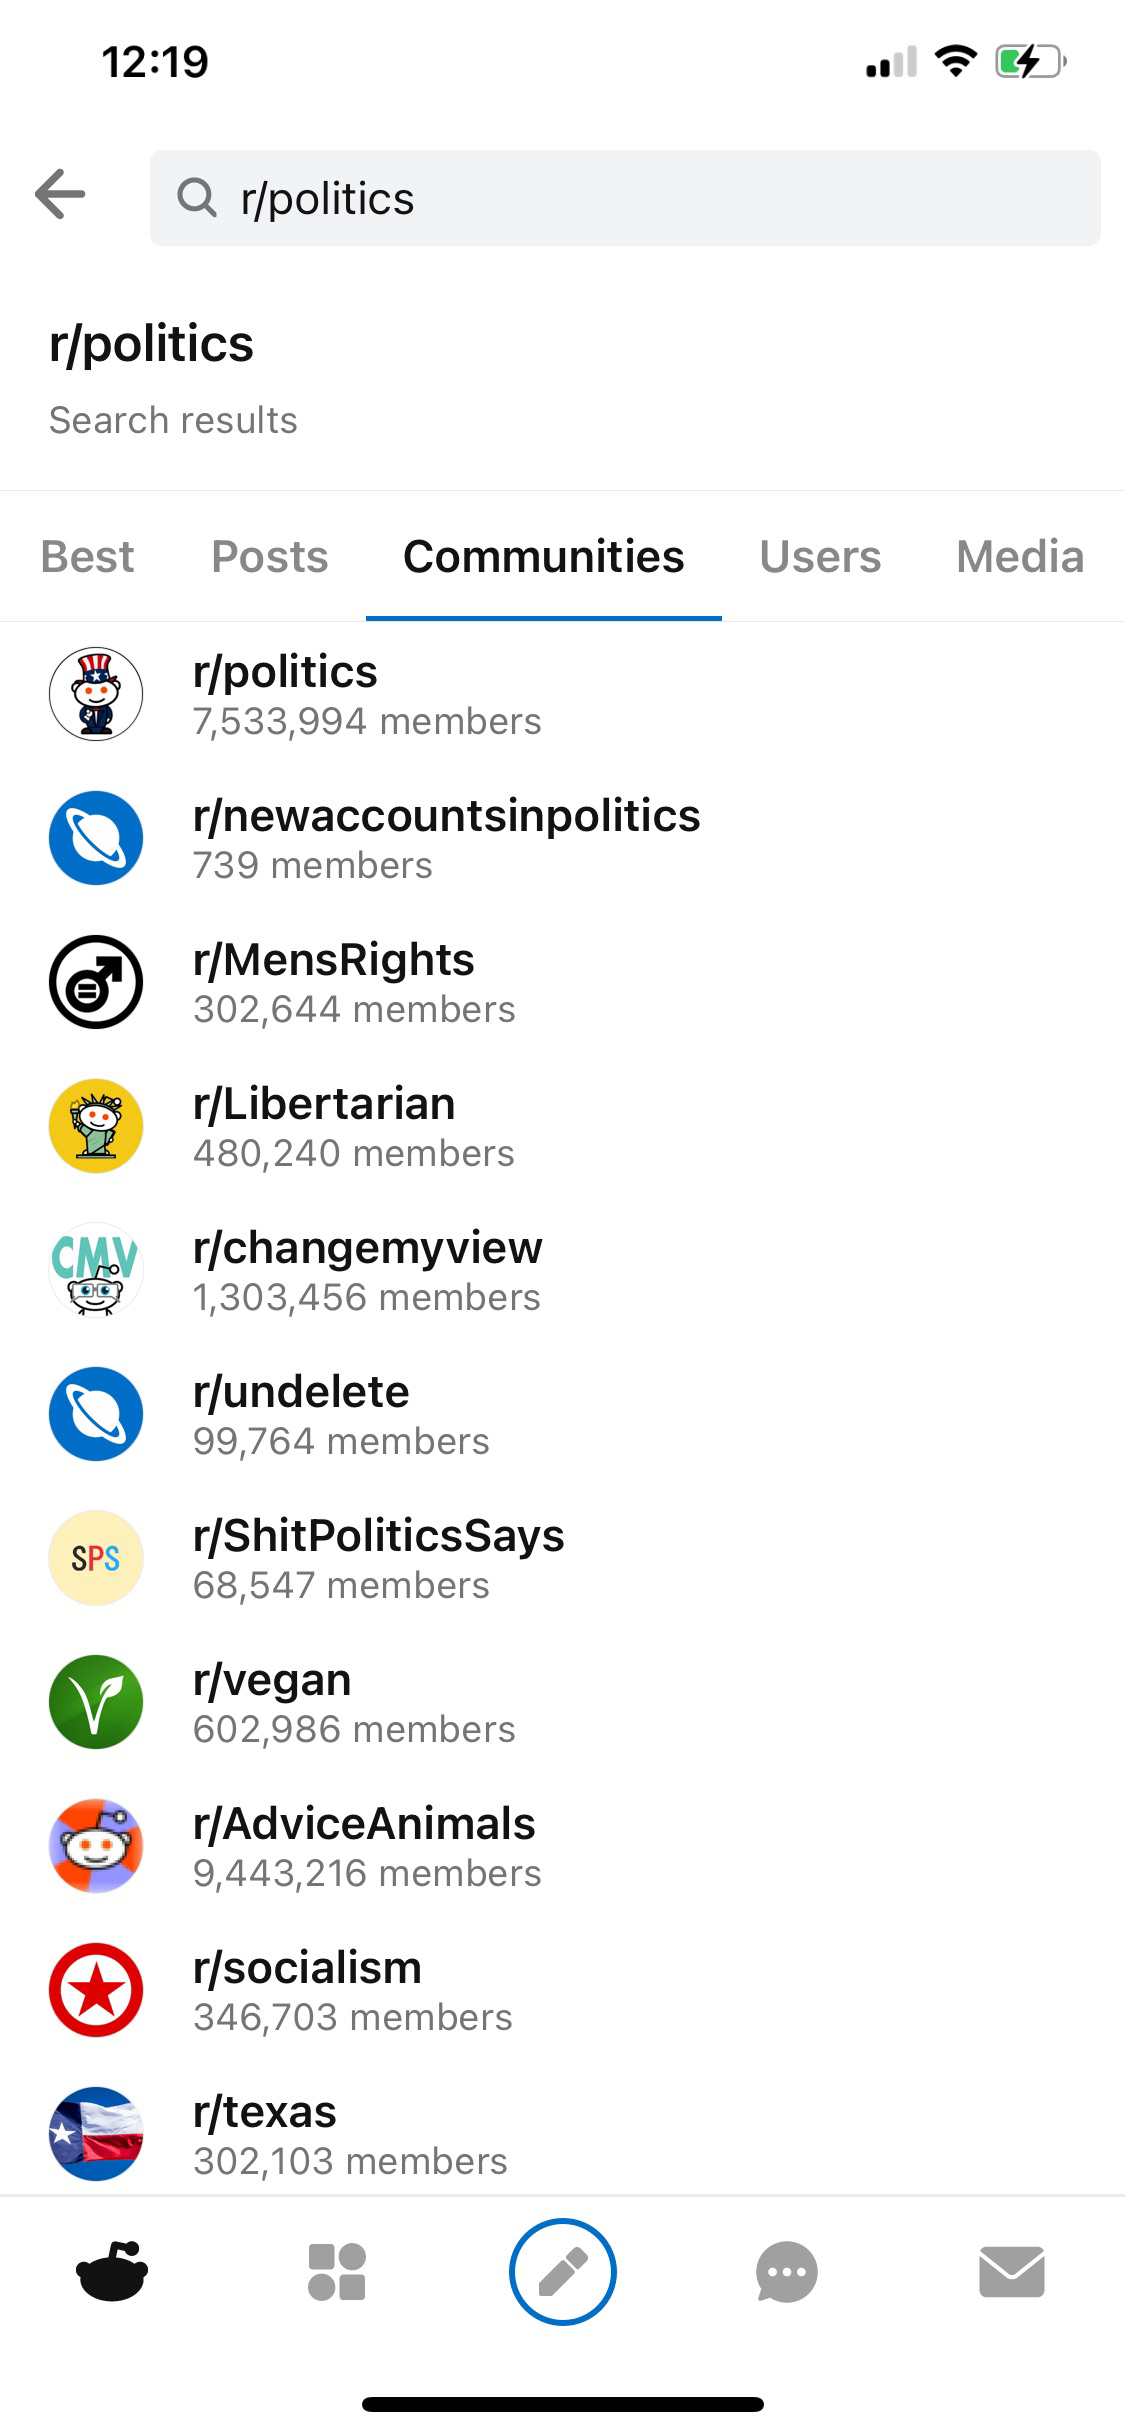 12:19
r/politics
r/politics
Search results
Best Posts Communities Users Media
r/politics
7,533,994 members
r/newaccountsinpolitics
739 members
r/MensRights
302,644 members
r/Libertarian
480,240 members
CMV
r/changemyview
1,303,456 members
r/undelete
99,764 members
SPS
r/ShitPoliticsSays
68,547 members
r/vegan
602,986 members
r/AdviceAnimals
9,443,216 members
r/socialism
346,703 members
r/texas
302,103 members